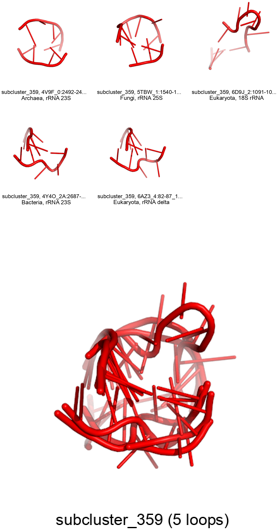 subcluster_359, 4V9F_0:2492-24...
Archaea, rRNA 23S
subcluster_359, 5TBW_1:1540-1...
Fungi, rRNA 25S
subcluster_359, 6D9J_2:1091-10...
Eukaryota, 18S rRNA
subcluster_359, 4Y4O_2A:2687-...
Bacteria, rRNA 23S
subcluster_359, 6AZ3_4:82-87_1...
Eukaryota, rRNA delta
subcluster_359 (5 loops)